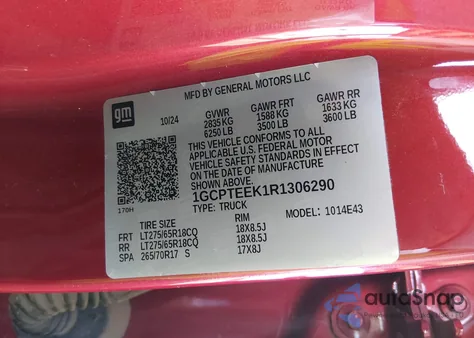 MFD BY GENERAL MOTORS LLC
gm
10/24
GVWR GAWR FRT GAWR RR
2835 KG 1588 KG 1633 KG
6250 LB 3500 LB 3600 LB
THIS VEHICLE CONFORMS TO ALL
APPLICABLE U.S. FEDERAL MOTOR
VEHICLE SAFETY STANDARDS IN EFFECT
ON THE DATE OF MANUFACTURE
SHOWN ABOVE.
1GCPTEEK1R1306290
TYPE: TRUCK MODEL: 1014E43
170H
TIRE SIZE RIM
FRT LT275/65R18CQ 18X8.5J
RR LT275/65R18CQ 18X8.5J
SPA 265/70R17 S 17X8J
autoSnap